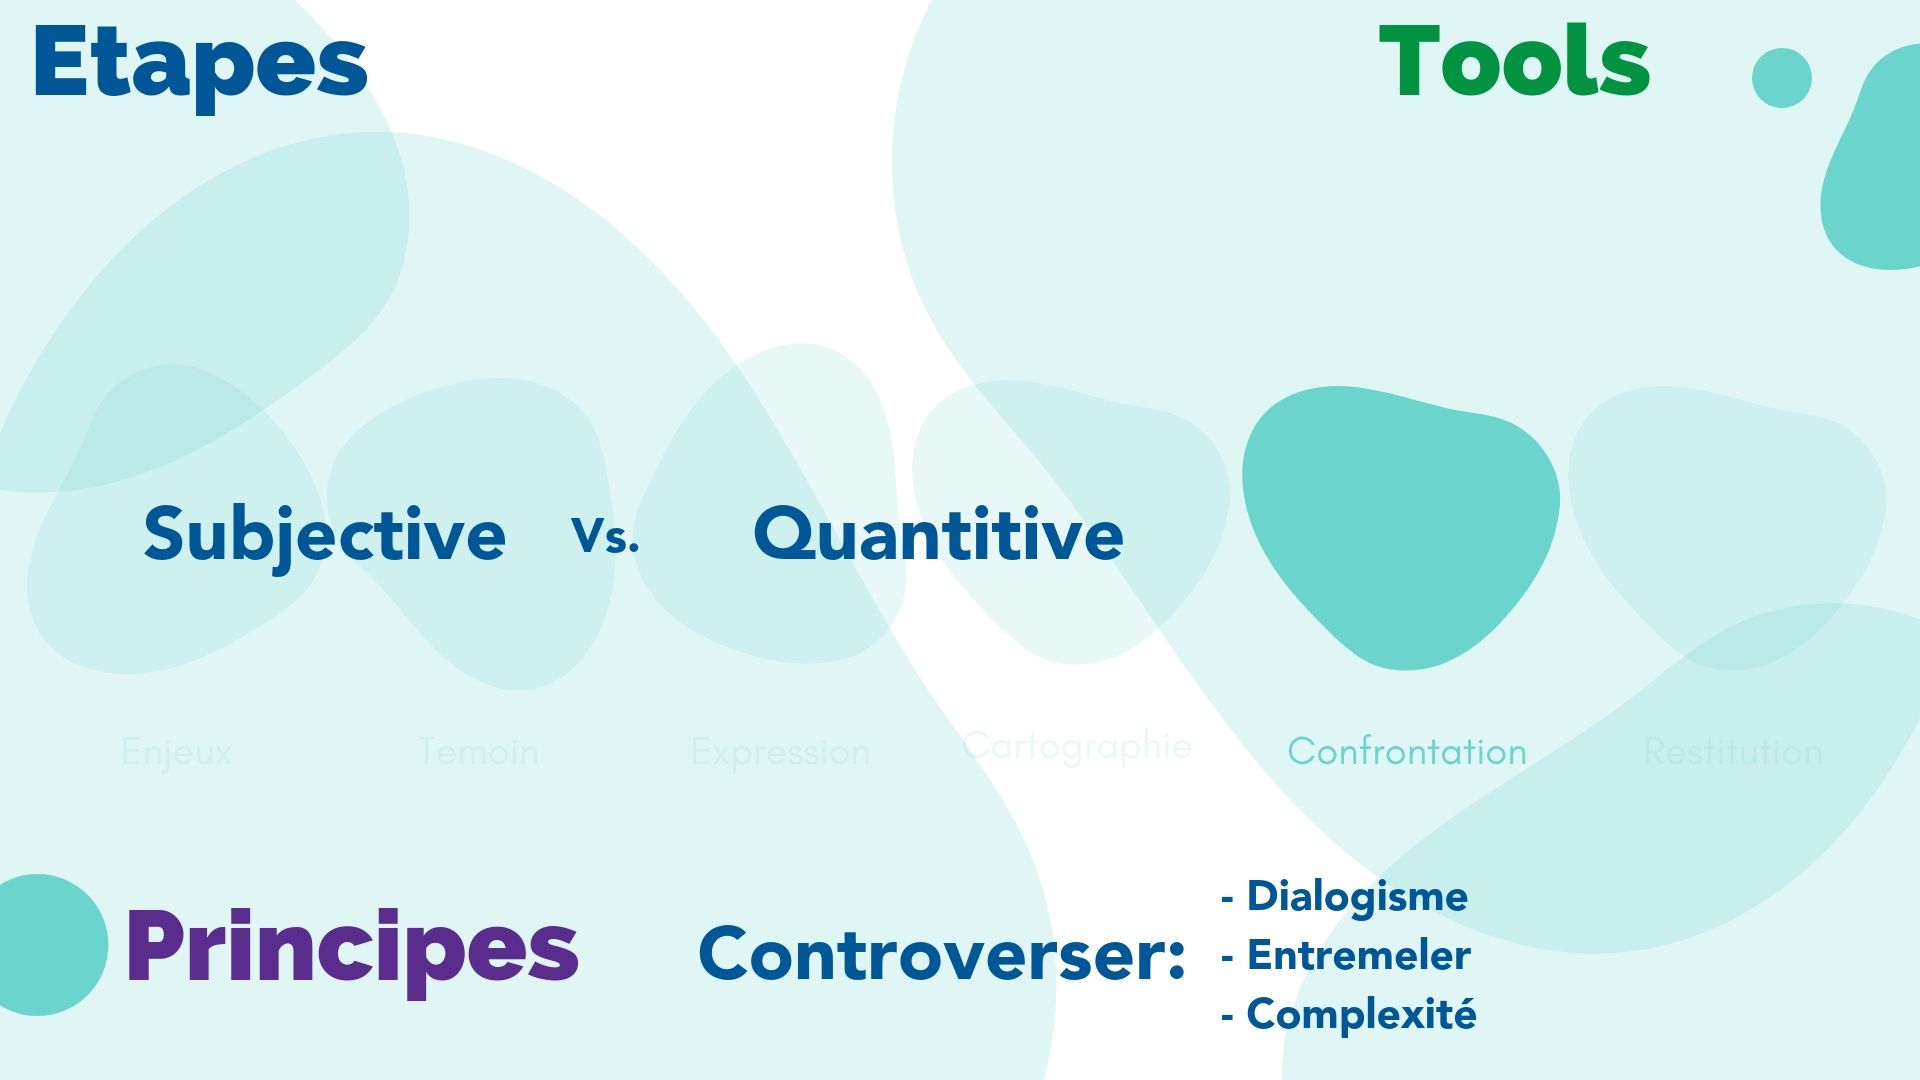 Etapes
Tools
Subjective Vs. Quantitive
Enjeux
Temoin
Expression
Cartographie
Confrontation
Restitution
Principes
Controverser:
- Dialogisme
- Entremeler
- Complexité